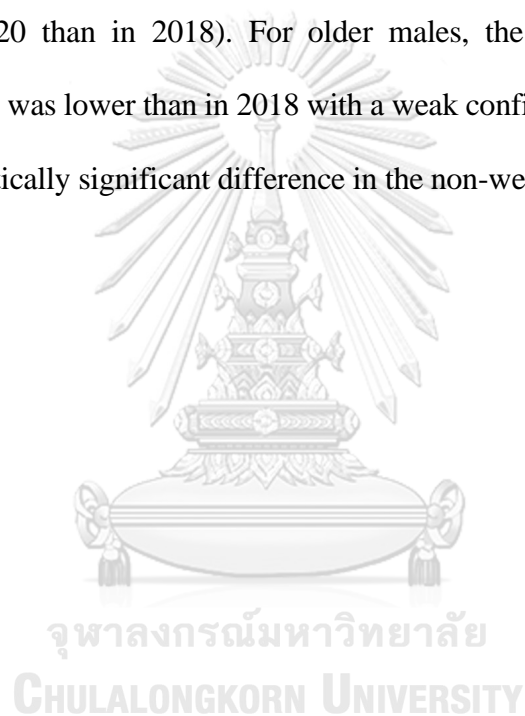 20 than in 2018). For older males, the
was lower than in 2018 with a weak confi
tically significant difference in the non-we
จุฬาลงกรณ์มหาวิทยาลัย
CHULALONGKORN UNIVERSITY